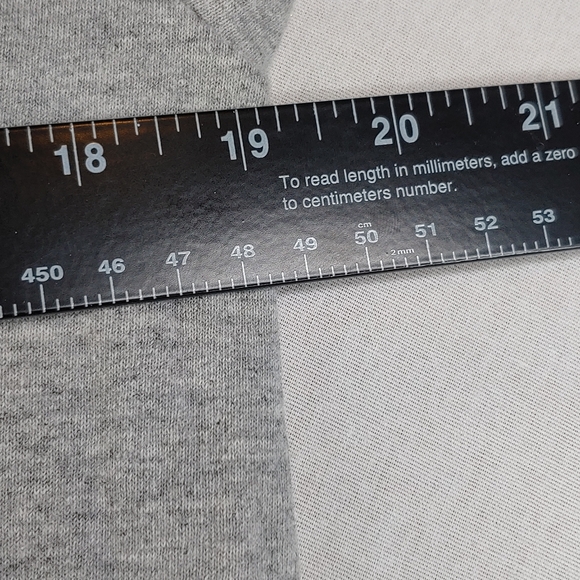 18 19 20 21
To read length in millimeters, add a zero
to centimeters number.
cm
450 46 47 48 49 50 51 52 53
2 mm